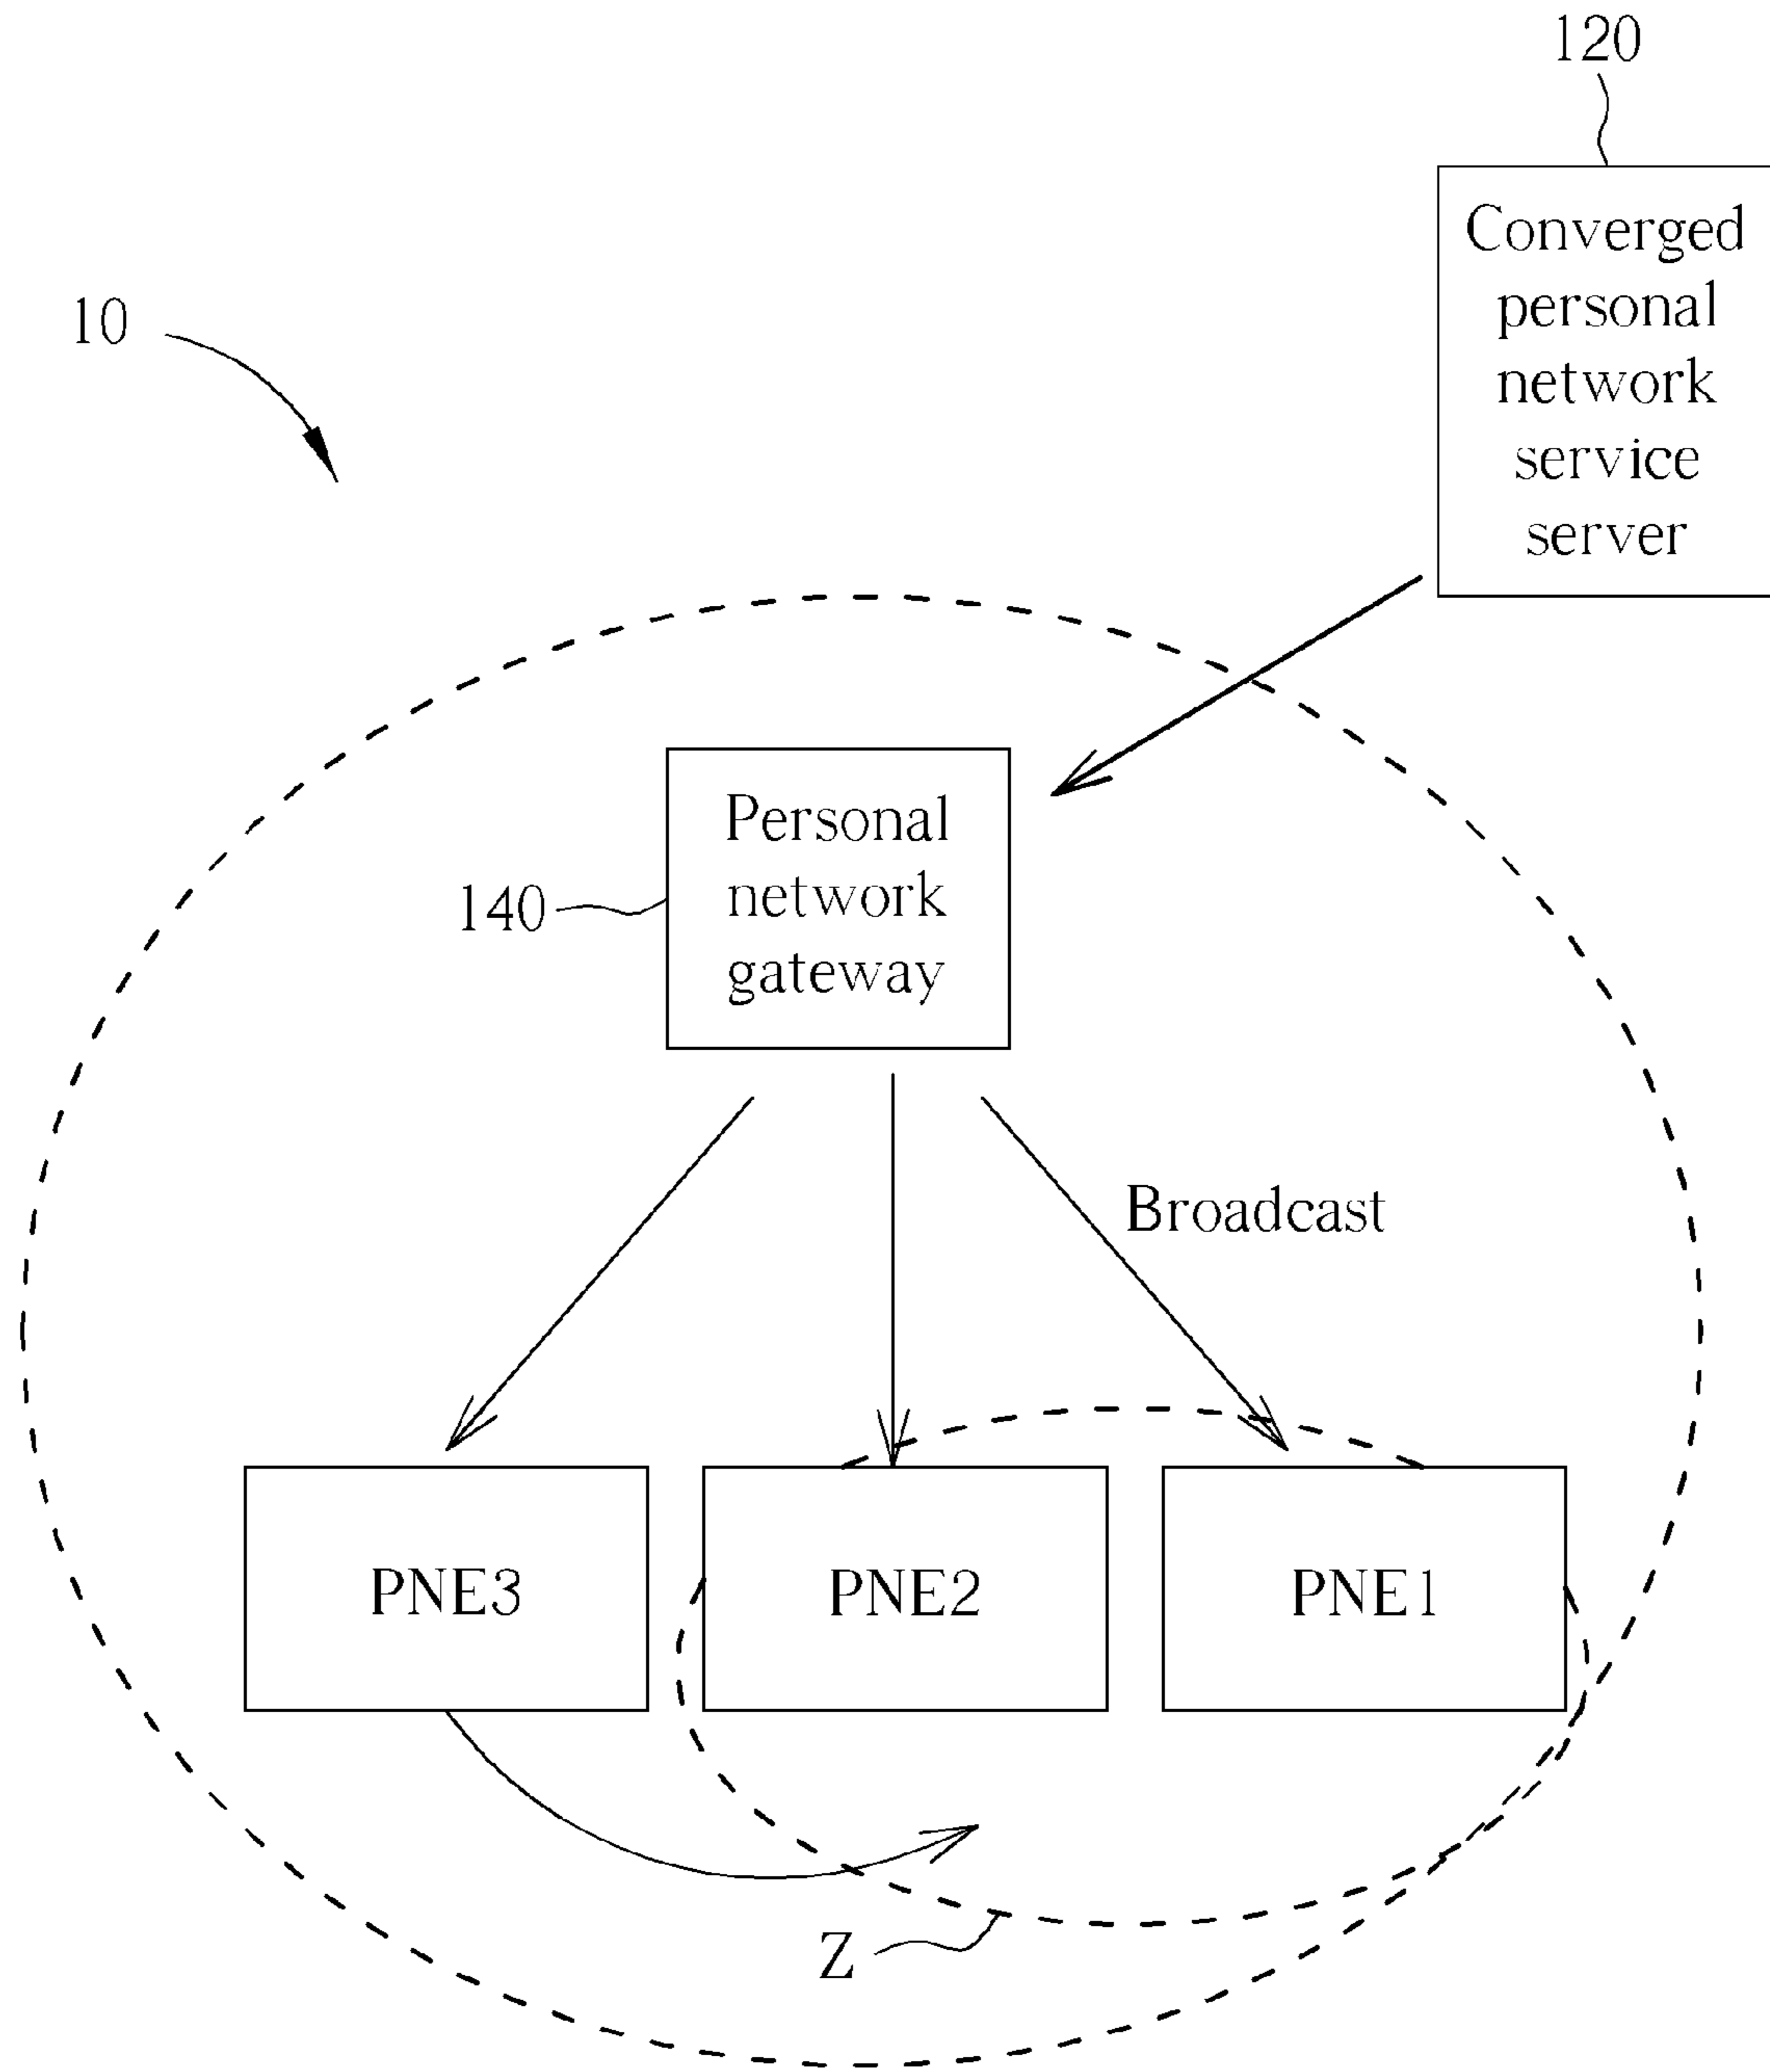 120
Converged
personal
network
service
server
10
Personal
network
gateway
140
Broadcast
PNE3
PNE2
PNE1
Z